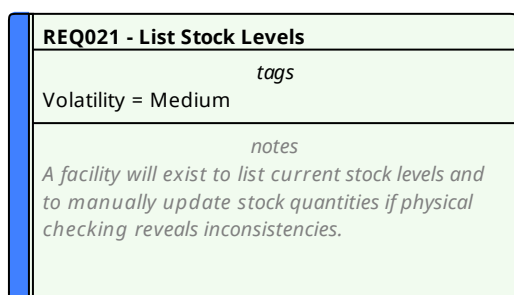 REQ021 - List Stock Levels
tags
Volatility = Medium
notes
A facility will exist to list current stock levels and
to manually update stock quantities if physical
checking reveals inconsistencies.